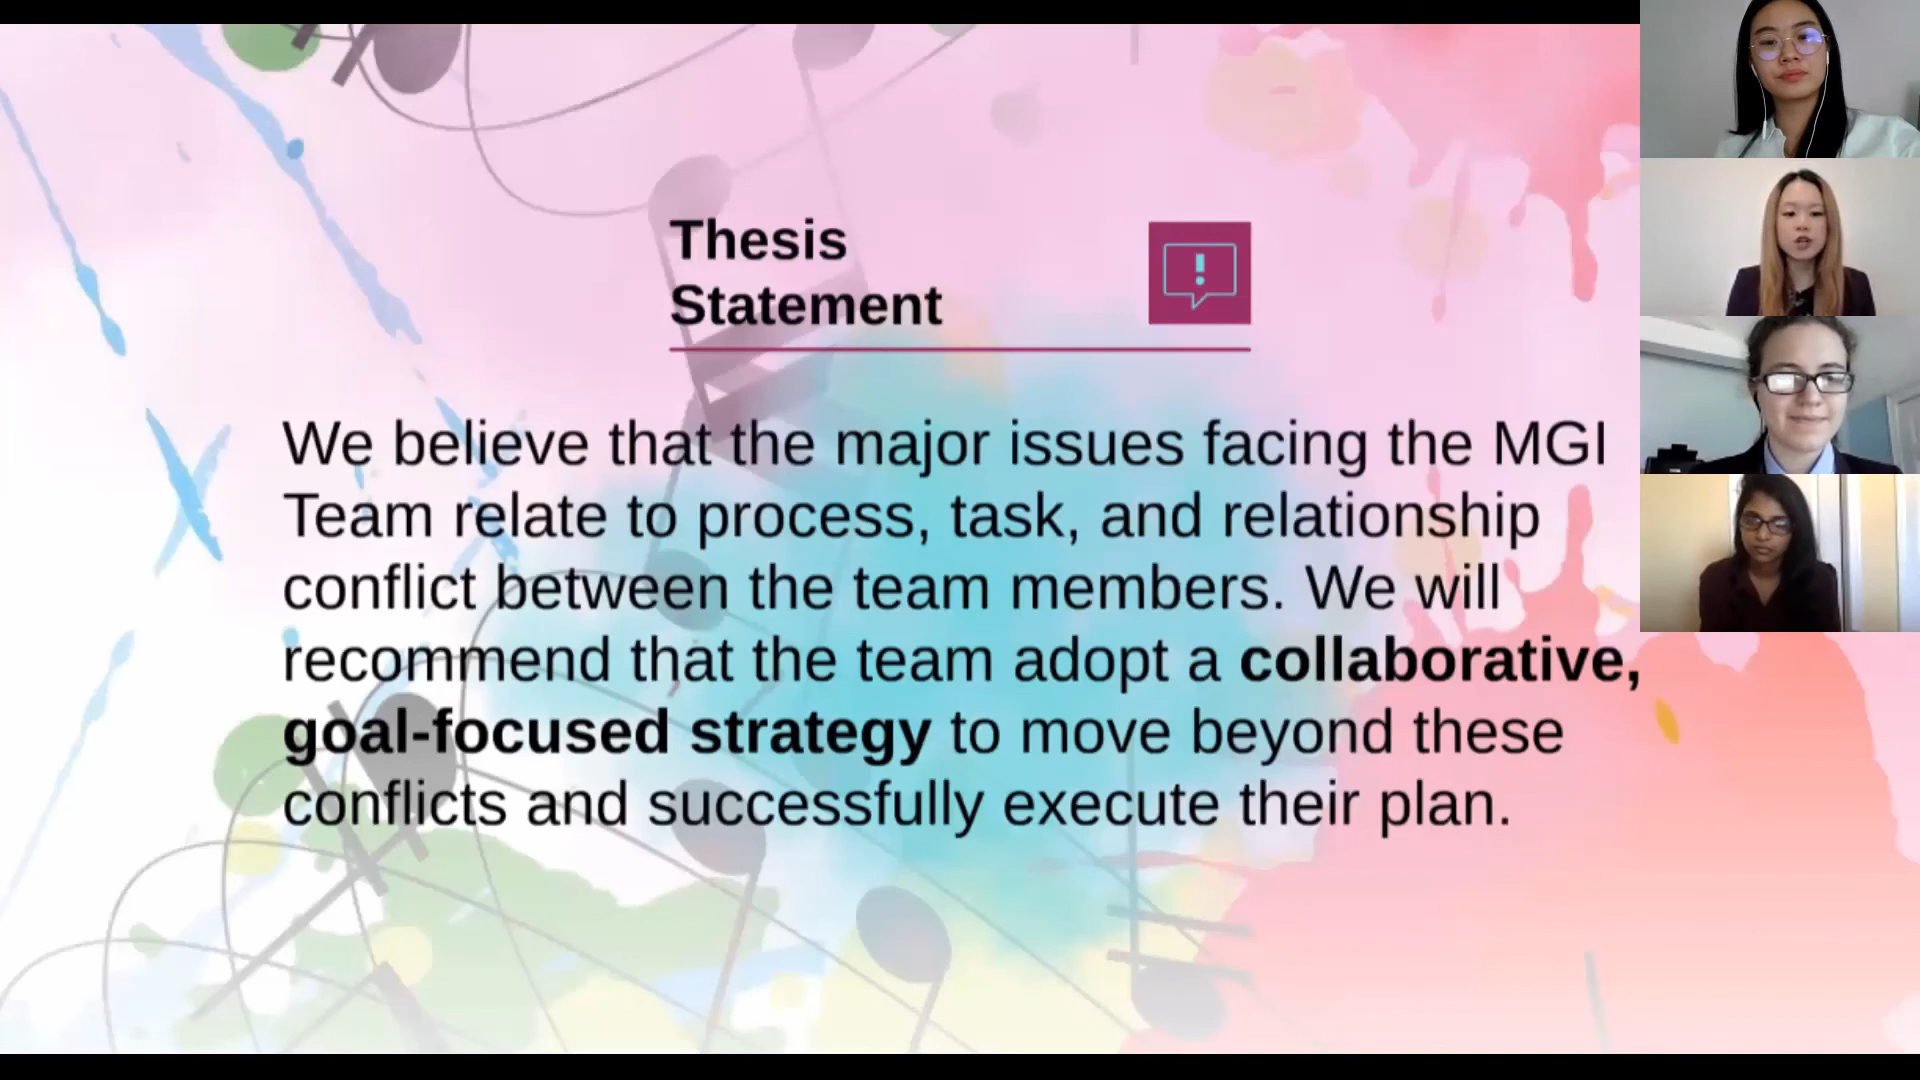 Thesis
Statement
We believe that the major issues facing the MGI
Team relate to process, task, and relationship
conflict between the team members. We will
recommend that the team adopt a collaborative,
goal-focused strategy to move beyond these
conflicts and successfully execute their plan.